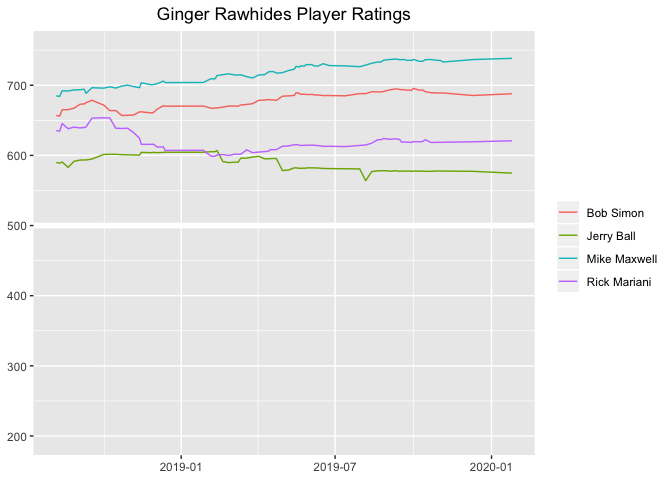 Ginger Rawhides Player Ratings
700
600
500
400
300
200
2019-01
2019-07
2020-01
Bob Simon
Jerry Ball
Mike Maxwell
Rick Mariani